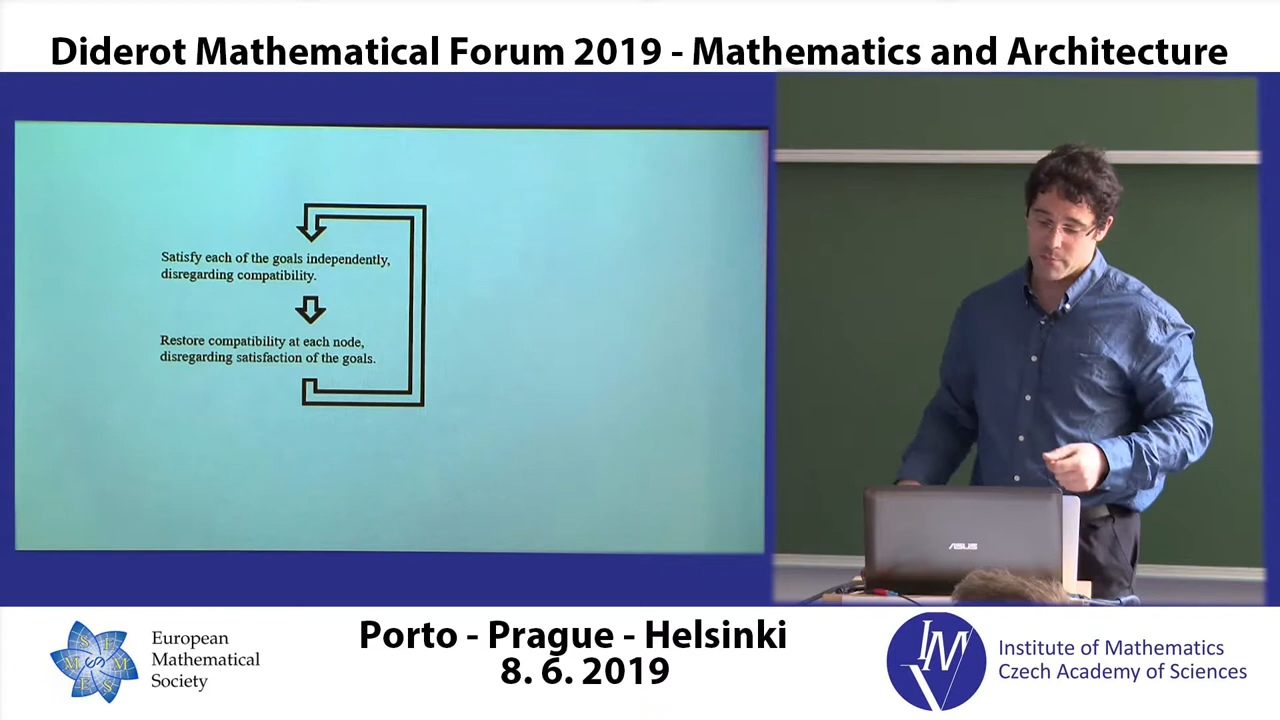 Diderot Mathematical Forum 2019 - Mathematics and Architecture
Satisfy each of the goals independently,
disregarding compatibility.
Restore compatibility at each node,
disregarding satisfaction of the goals.
ASUS
European
Mathematical
Society
EMS
Porto - Prague - Helsinki
8. 6. 2019
IM
Institute of Mathematics
Czech Academy of Sciences